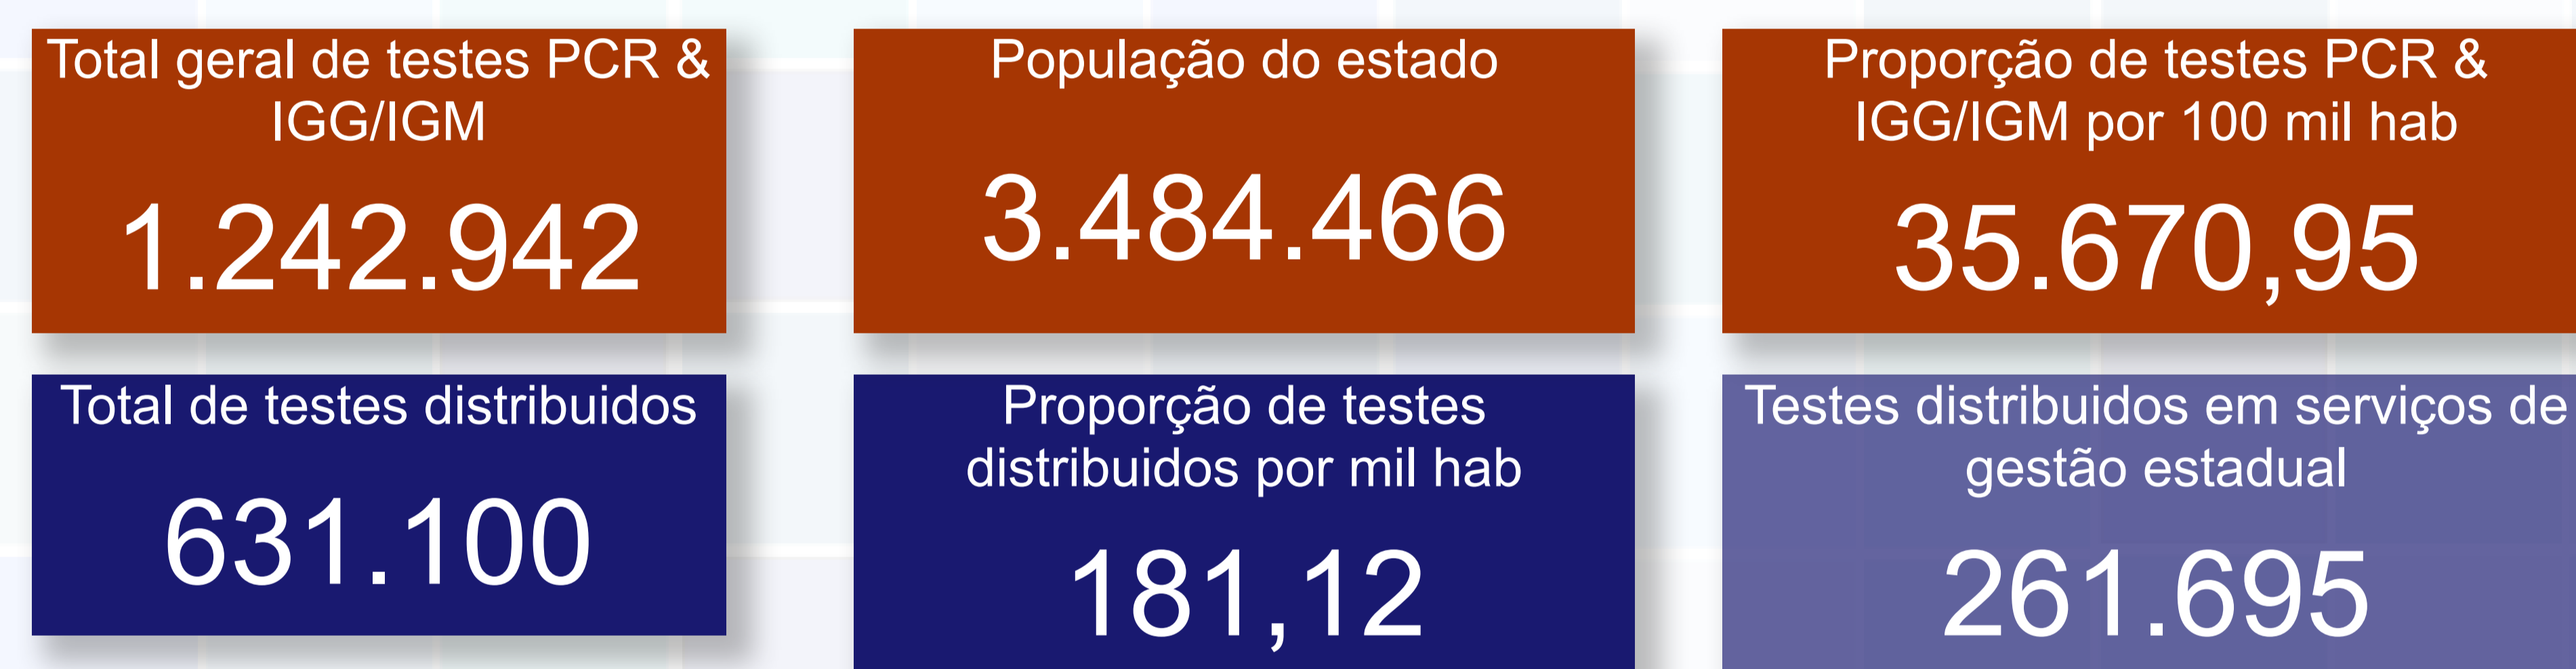 Total geral de testes PCR &
IGG/IGM
1.242.942
População do estado
3.484.466
Proporção de testes PCR &
IGG/IGM por 100 mil hab
35.670,95
Total de testes distribuidos
631.100
Proporção de testes
distribuidos por mil hab
181,12
Testes distribuidos em serviços de
gestão estadual
261.695